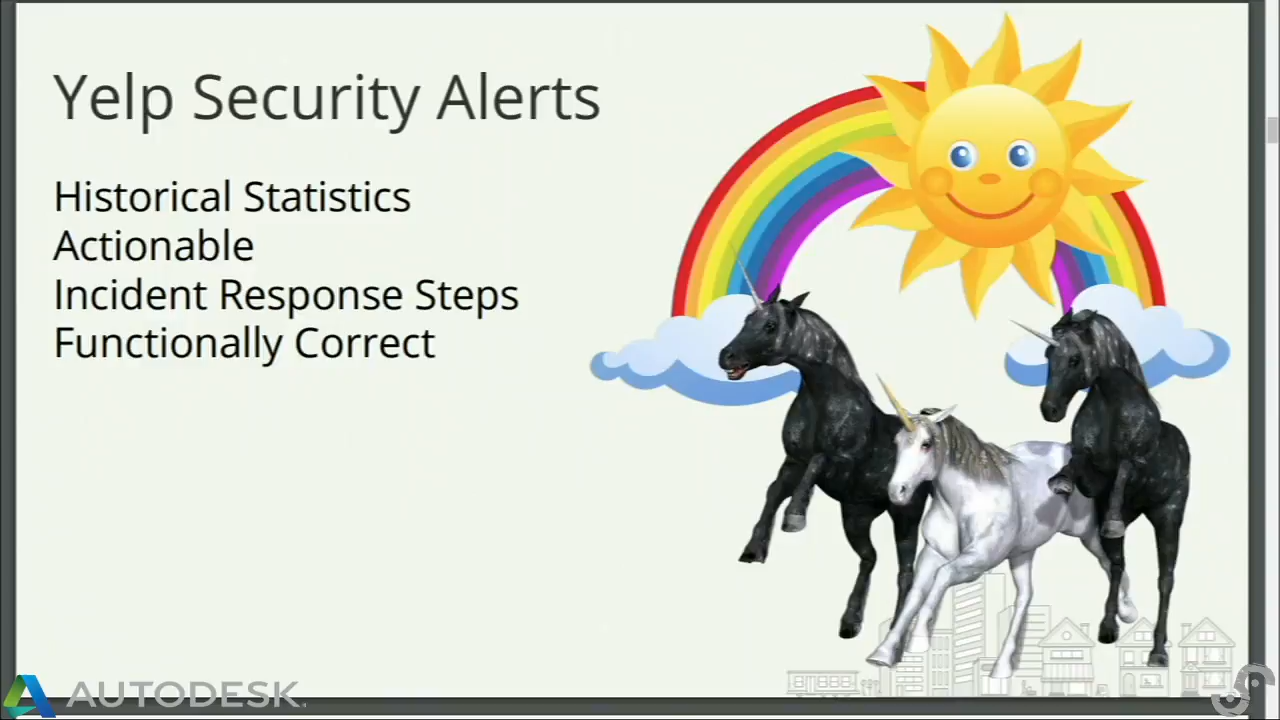 Yelp Security Alerts
Historical Statistics
Actionable
Incident Response Steps
Functionally Correct
AUTODESK.